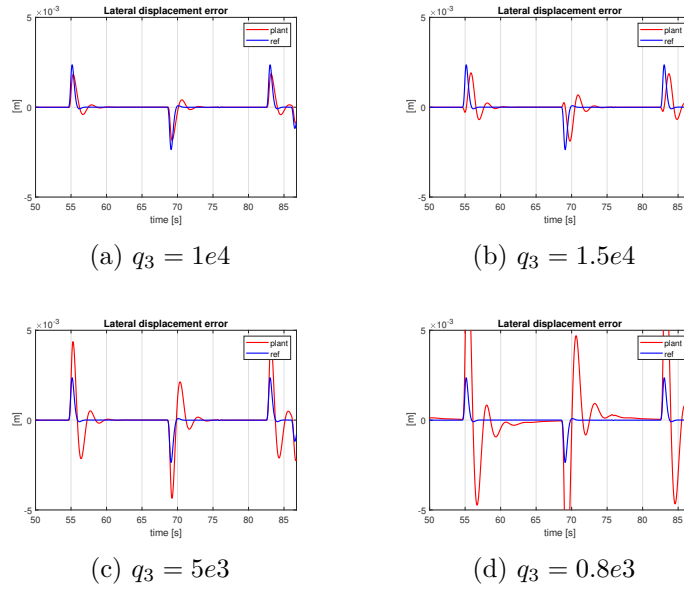 Lateral displacement error
×10⁻³
5
plant
ref
[m]
0
-5
50 55 60 65 70 75 80 85
time [s]
(a) q₃ = 1e4
Lateral displacement error
×10⁻³
5
plant
ref
[m]
0
-5
50 55 60 65 70 75 80 85
time [s]
(b) q₃ = 1.5e4
Lateral displacement error
×10⁻³
5
plant
ref
[m]
0
-5
50 55 60 65 70 75 80 85
time [s]
(c) q₃ = 5e3
Lateral displacement error
×10⁻³
5
plant
ref
[m]
0
-5
50 55 60 65 70 75 80 85
time [s]
(d) q₃ = 0.8e3